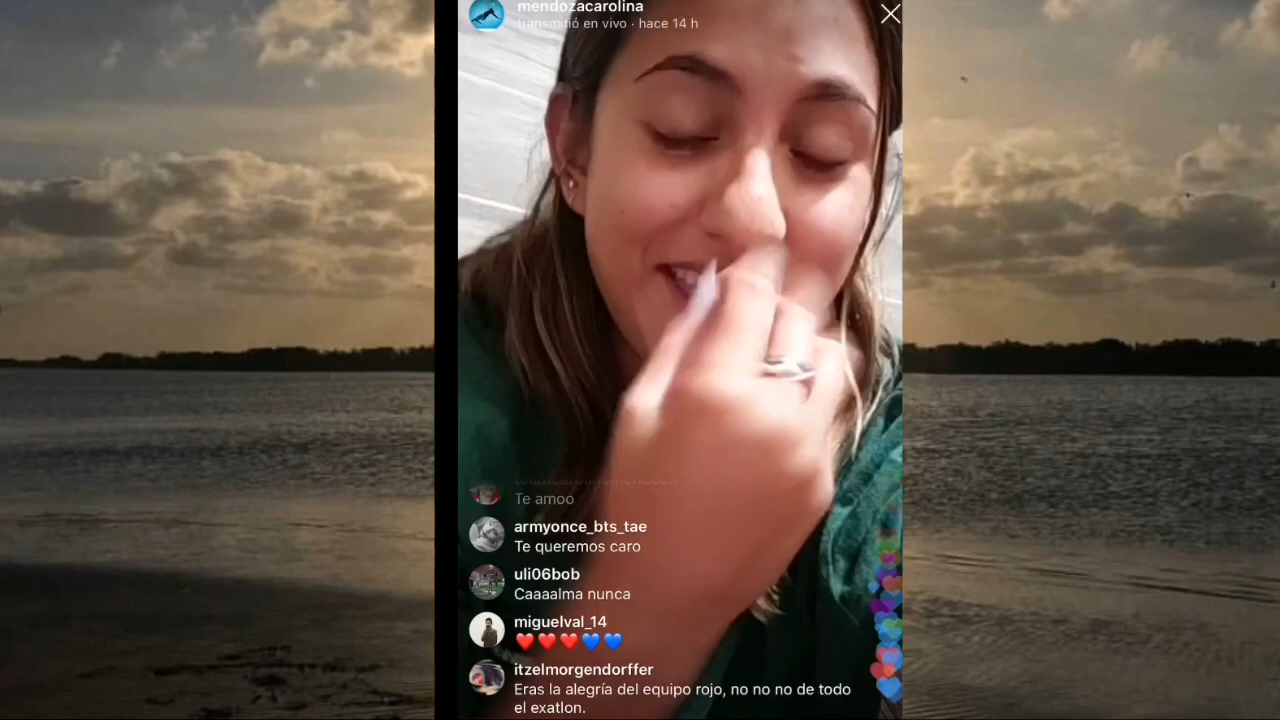 mendozacarolina
transmitió en vivo · hace 14 h
Te amoo
armyonce_bts_tae
Te queremos caro
uli06bob
Caaaalma nunca
miguelval_14
❤️❤️❤️💙💙
itzelmorgendorffer
Eras la alegría del equipo rojo, no no no de todo
el exatlon.